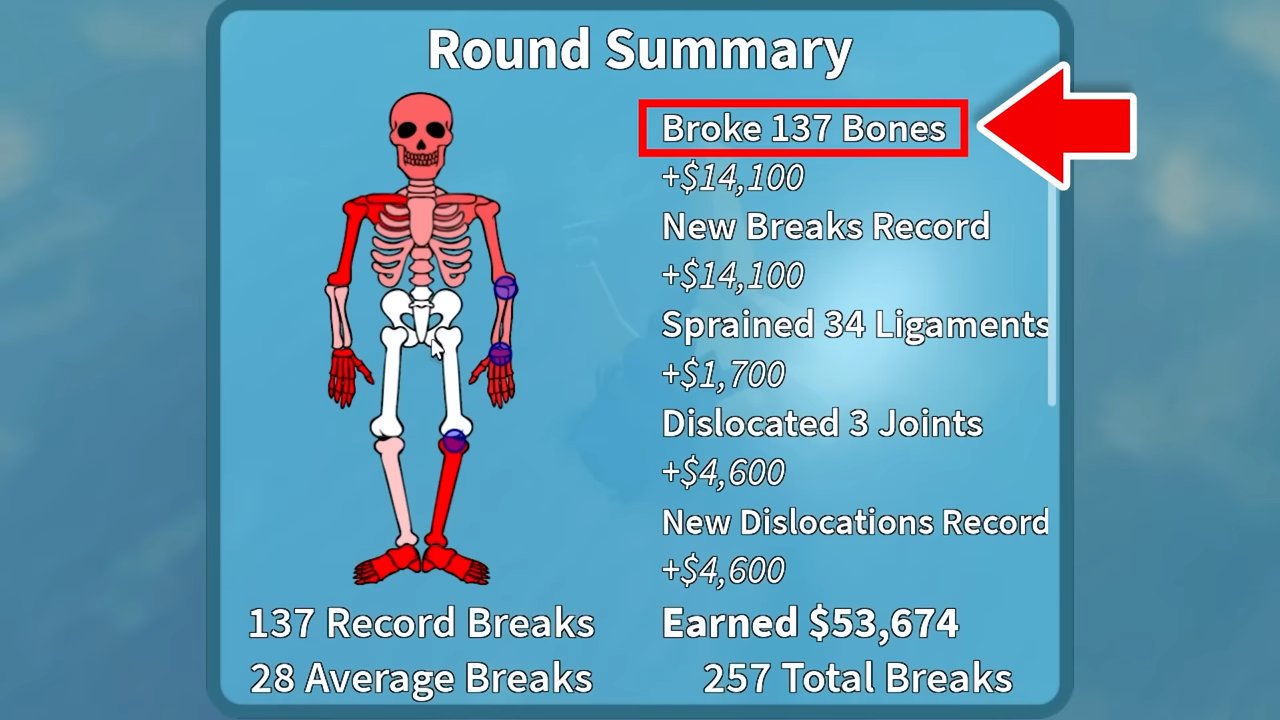 Round Summary
Broke 137 Bones
+$14,100
New Breaks Record
+$14,100
Sprained 34 Ligaments
+$1,700
Dislocated 3 Joints
+$4,600
New Dislocations Record
+$4,600
137 Record Breaks
Earned $53,674
28 Average Breaks
257 Total Breaks